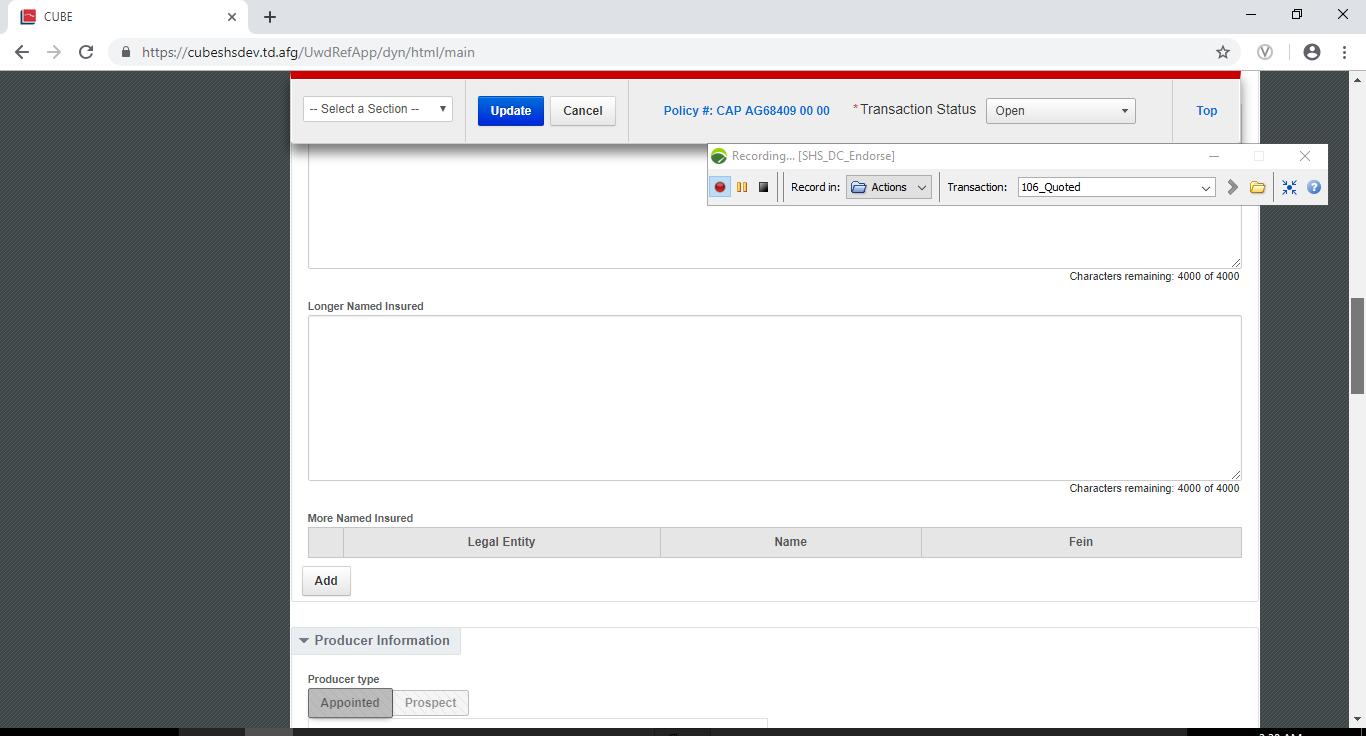 CUBE
https://cubeshsdev.td.afg/UwdRefApp/dyn/html/main
-- Select a Section --
Update
Cancel
Policy #: CAP AG68409 00 00
*Transaction Status
Open
Top
Recording... [SHS_DC_Endorse]
Record in:
Actions
Transaction:
106_Quoted
Characters remaining: 4000 of 4000
Longer Named Insured
Characters remaining: 4000 of 4000
More Named Insured
Legal Entity
Name
Fein
Add
Producer Information
Producer type
Appointed
Prospect